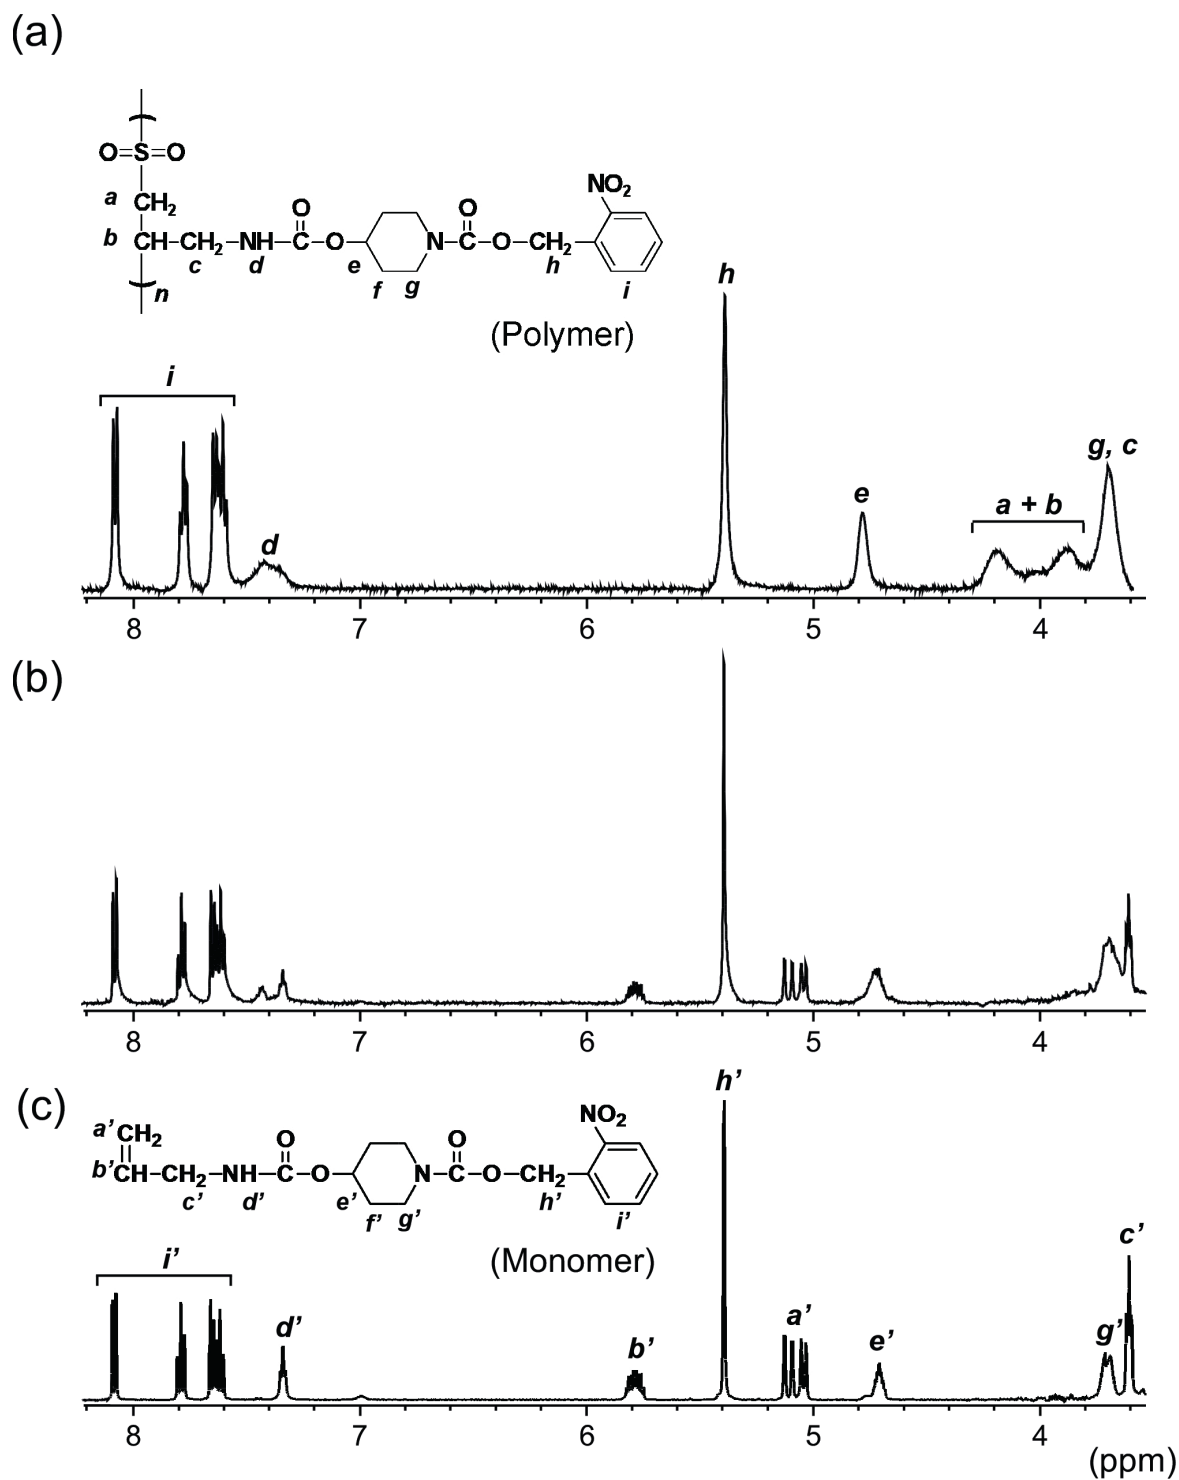 (a)
O=S=O
a CH2
b CH–CH2–NH–C–O N–C–O–CH2
O O NO2
c d e f g h i
n
(Polymer)
i d h e a + b g, c
8 7 6 5 4
(b)
8 7 6 5 4
(c)
a' CH2
b' CH–CH2–NH–C–O N–C–O–CH2
O O NO2
c' d' e' f' g' h' i'
(Monomer)
i' d' b' h' a' e' g' c'
8 7 6 5 4
(ppm)